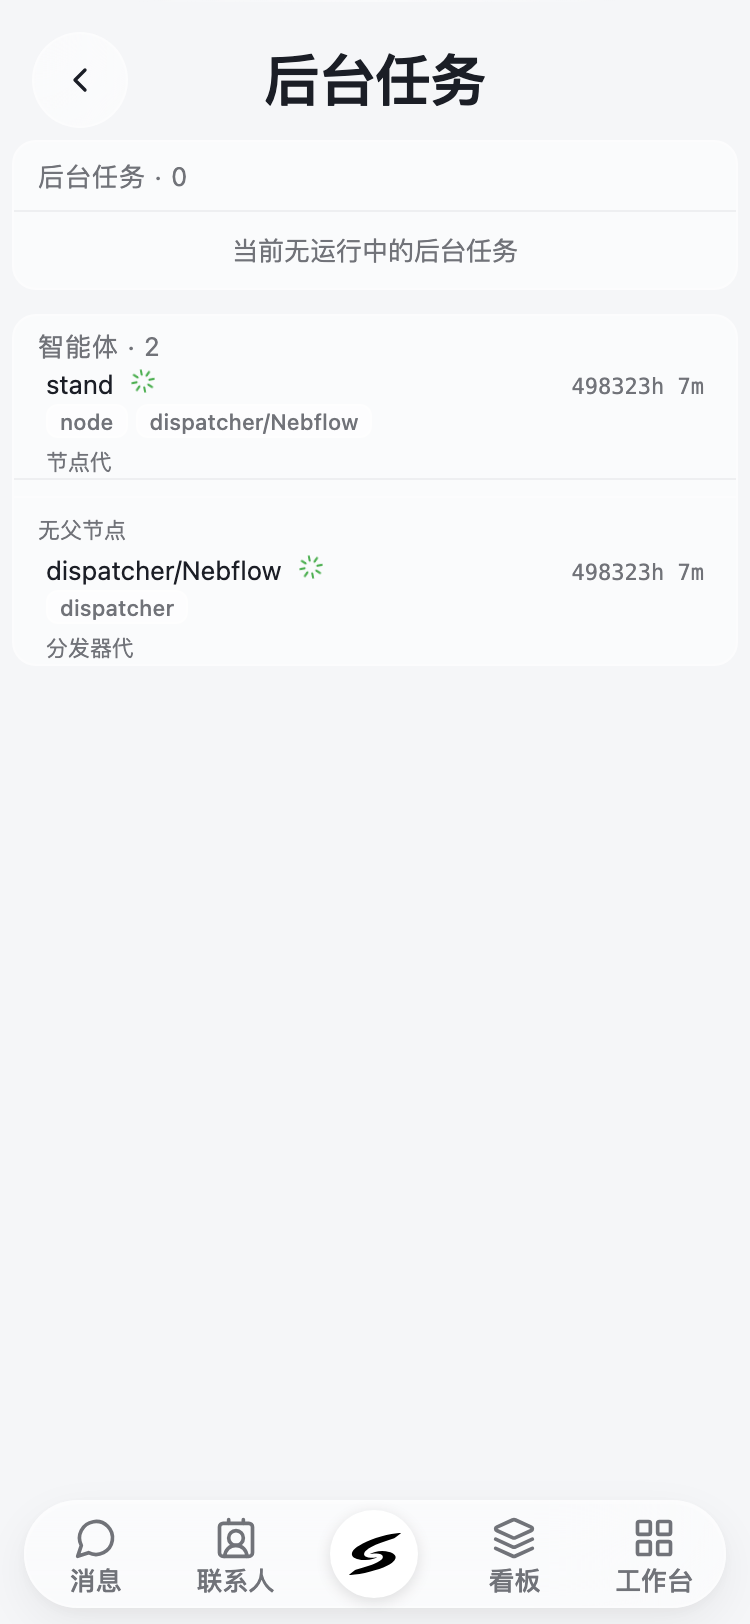 后台任务
后台任务 · 0
当前无运行中的后台任务
智能体 · 2
stand 498323h 7m
node dispatcher/Nebflow
节点代
无父节点
dispatcher/Nebflow 498323h 7m
dispatcher
分发器代
消息 联系人 看板 工作台